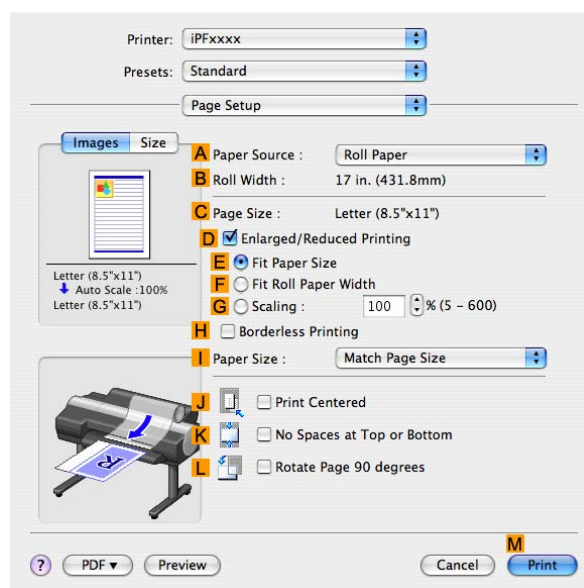 Printer: iPFxxxx
Presets: Standard
Page Setup
Images Size
A Paper Source : Roll Paper
B Roll Width : 17 in. (431.8mm)
C Page Size : Letter (8.5"x11")
D Enlarged/Reduced Printing
E Fit Paper Size
F Fit Roll Paper Width
G Scaling : 100 % (5 - 600)
Letter (8.5"x11")
Auto Scale :100%
Letter (8.5"x11")
H Borderless Printing
I Paper Size : Match Page Size
J Print Centered
K No Spaces at Top or Bottom
L Rotate Page 90 degrees
R
M
? PDF Preview Cancel Print